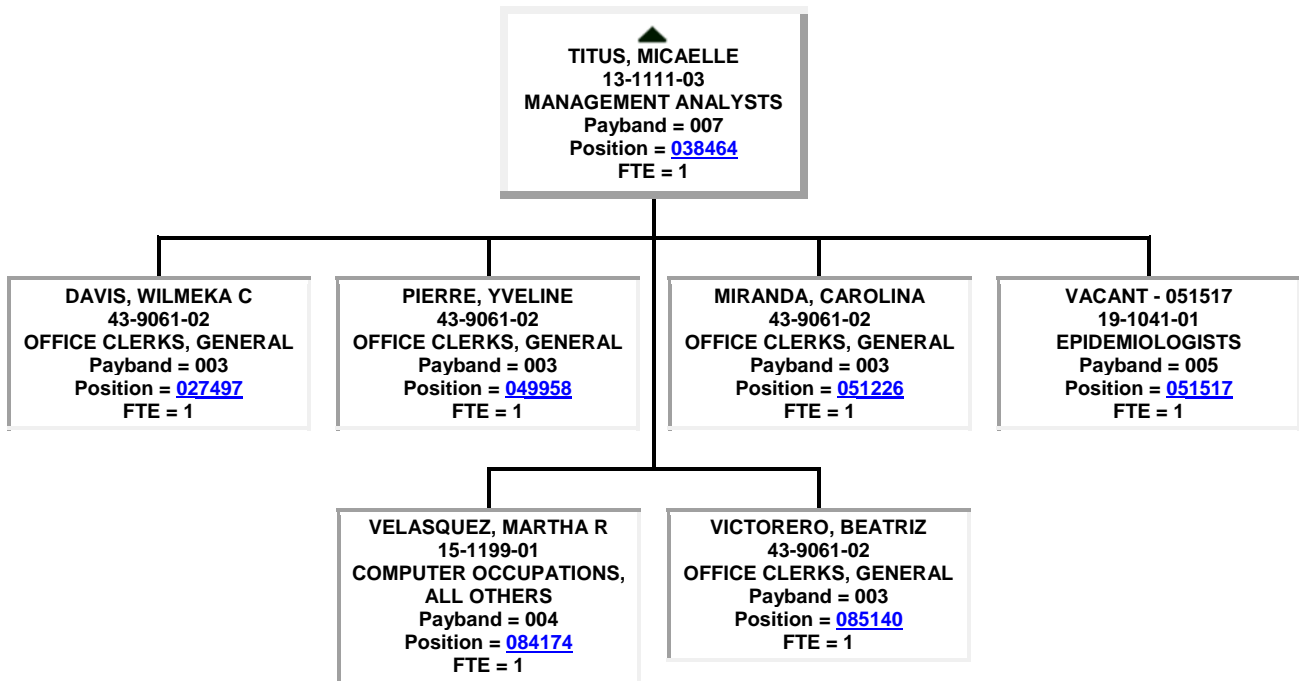 TITUS, MICAELLE
13-1111-03
MANAGEMENT ANALYSTS
Payband = 007
Position = 038464
FTE = 1
DAVIS, WILMEKA C
43-9061-02
OFFICE CLERKS, GENERAL
Payband = 003
Position = 027497
FTE = 1
PIERRE, YVELINE
43-9061-02
OFFICE CLERKS, GENERAL
Payband = 003
Position = 049958
FTE = 1
MIRANDA, CAROLINA
43-9061-02
OFFICE CLERKS, GENERAL
Payband = 003
Position = 051226
FTE = 1
VACANT - 051517
19-1041-01
EPIDEMIOLOGISTS
Payband = 005
Position = 051517
FTE = 1
VELASQUEZ, MARTHA R
15-1199-01
COMPUTER OCCUPATIONS,
ALL OTHERS
Payband = 004
Position = 084174
FTE = 1
VICTORERO, BEATRIZ
43-9061-02
OFFICE CLERKS, GENERAL
Payband = 003
Position = 085140
FTE = 1